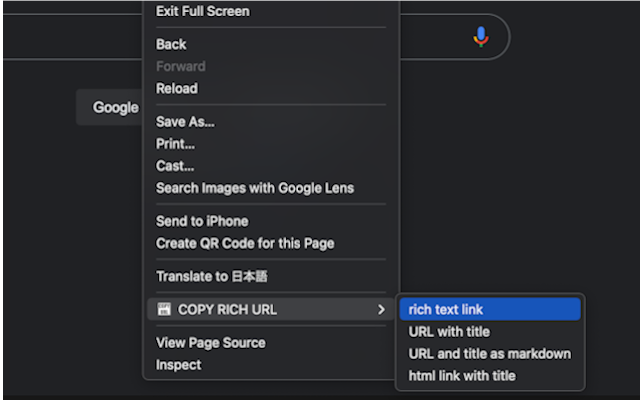 Exit Full Screen
Back
Forward
Reload
Google
Save As...
Print...
Cast...
Search Images with Google Lens
Send to iPhone
Create QR Code for this Page
Translate to 日本語
COPY RICH URL
rich text link
URL with title
URL and title as markdown
html link with title
View Page Source
Inspect